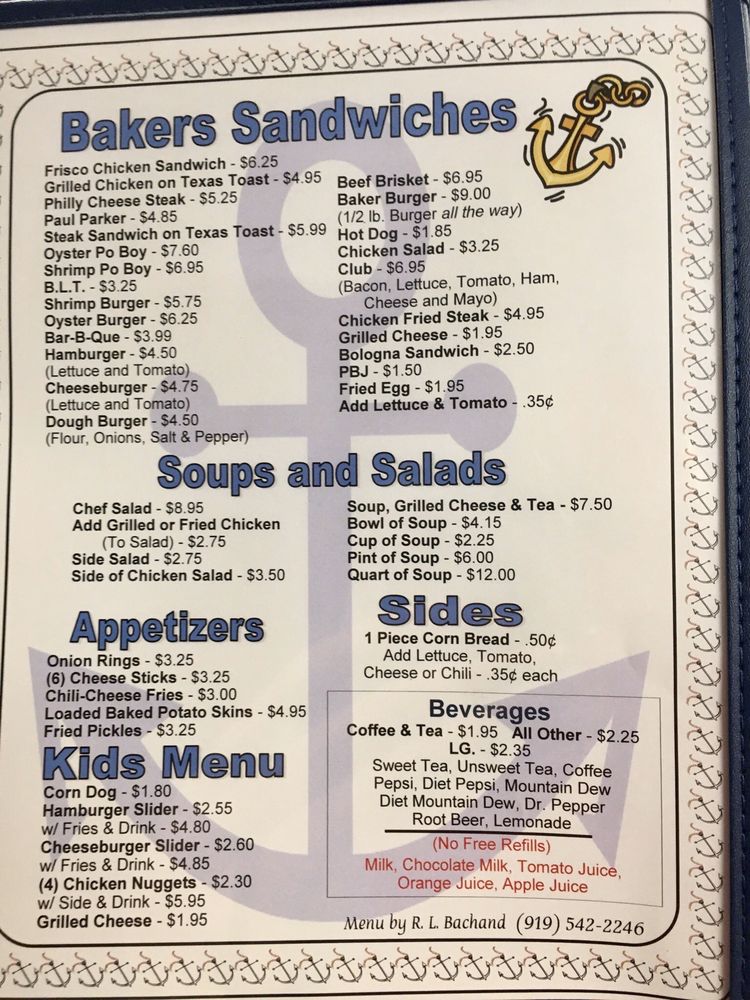 Bakers Sandwiches
Frisco Chicken Sandwich - $6.25
Grilled Chicken on Texas Toast - $4.95
Philly Cheese Steak - $5.25
Paul Parker - $4.85
Steak Sandwich on Texas Toast - $5.99
Oyster Po Boy - $7.60
Shrimp Po Boy - $6.95
B.L.T. - $3.25
Shrimp Burger - $5.75
Oyster Burger - $6.25
Bar-B-Que - $3.99
Hamburger - $4.50
(Lettuce and Tomato)
Cheeseburger - $4.75
(Lettuce and Tomato)
Dough Burger - $4.50
(Flour, Onions, Salt & Pepper)
Beef Brisket - $6.95
Baker Burger - $9.00
(1/2 lb. Burger all the way)
Hot Dog - $1.85
Chicken Salad - $3.25
Club - $6.95
(Bacon, Lettuce, Tomato, Ham,
Cheese and Mayo)
Chicken Fried Steak - $4.95
Grilled Cheese - $1.95
Bologna Sandwich - $2.50
PBJ - $1.50
Fried Egg - $1.95
Add Lettuce & Tomato - .35¢
Soups and Salads
Chef Salad - $8.95
Add Grilled or Fried Chicken
(To Salad) - $2.75
Side Salad - $2.75
Side of Chicken Salad - $3.50
Soup, Grilled Cheese & Tea - $7.50
Bowl of Soup - $4.15
Cup of Soup - $2.25
Pint of Soup - $6.00
Quart of Soup - $12.00
Appetizers
Onion Rings - $3.25
(6) Cheese Sticks - $3.25
Chili-Cheese Fries - $3.00
Loaded Baked Potato Skins - $4.95
Fried Pickles - $3.25
Kids Menu
Corn Dog - $1.80
Hamburger Slider - $2.55
w/ Fries & Drink - $4.80
Cheeseburger Slider - $2.60
w/ Fries & Drink - $4.85
(4) Chicken Nuggets - $2.30
w/ Side & Drink - $5.95
Grilled Cheese - $1.95
Sides
1 Piece Corn Bread - .50¢
Add Lettuce, Tomato,
Cheese or Chili - .35¢ each
Beverages
Coffee & Tea - $1.95 All Other - $2.25
LG. - $2.35
Sweet Tea, Unsweet Tea, Coffee
Pepsi, Diet Pepsi, Mountain Dew
Diet Mountain Dew, Dr. Pepper
Root Beer, Lemonade
(No Free Refills)
Milk, Chocolate Milk, Tomato Juice,
Orange Juice, Apple Juice
Menu by R. L. Bachand (919) 542-2246